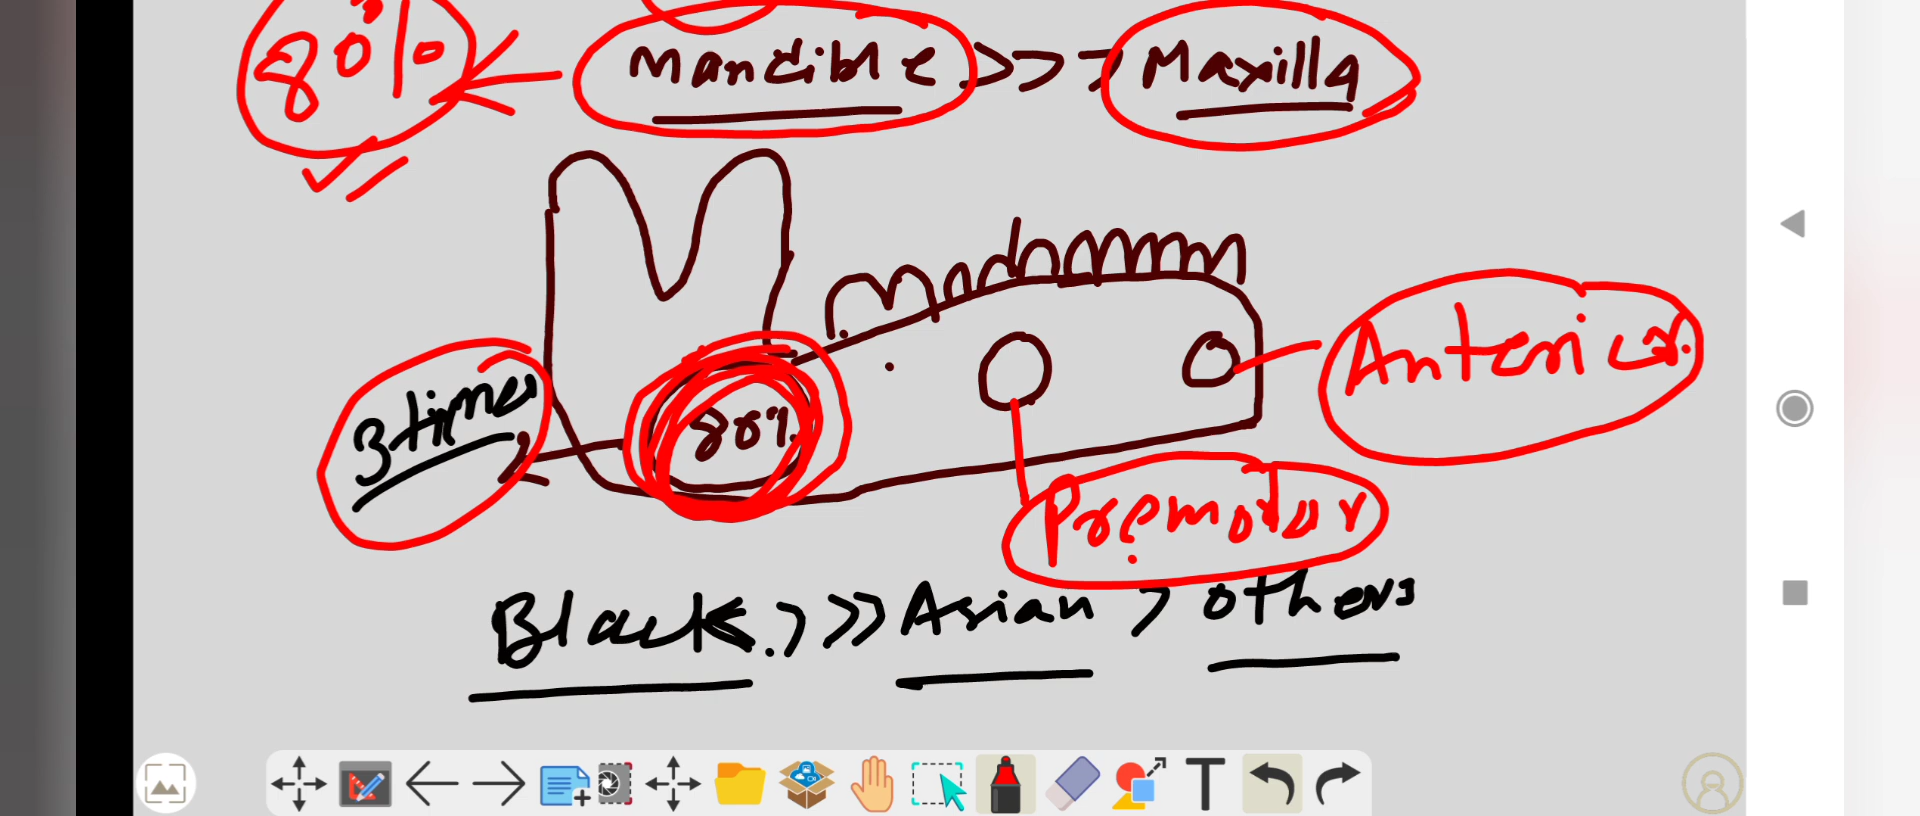 80% Mandible >>> Maxilla
3 times 80% Anterior
Premolar
Black >>> Asian > others
T